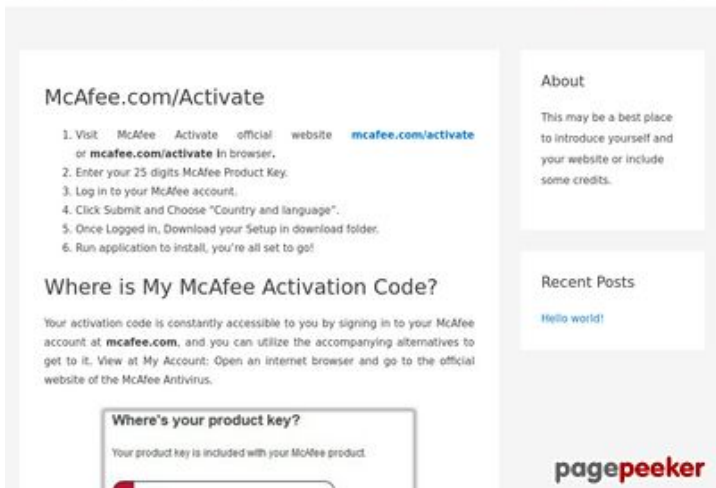 McAfee.com/Activate
1. Visit McAfee Activate official website mcafee.com/activate
or mcafee.com/activate in browser.
2. Enter your 25 digits McAfee Product Key.
3. Log in to your McAfee account.
4. Click Submit and Choose "Country and language".
5. Once Logged in, Download your Setup in download folder.
6. Run application to install, you're all set to go!
Where is My McAfee Activation Code?
Your activation code is constantly accessible to you by signing in to your McAfee
account at mcafee.com, and you can utilize the accompanying alternatives to
get to it. View at My Account: Open an internet browser and go to the official
website of the McAfee Antivirus.
Where's your product key?
Your product key is included with your McAfee product.
About
This may be a best place
to introduce yourself and
your website or include
some credits.
Recent Posts
Hello world!
pagepeeker